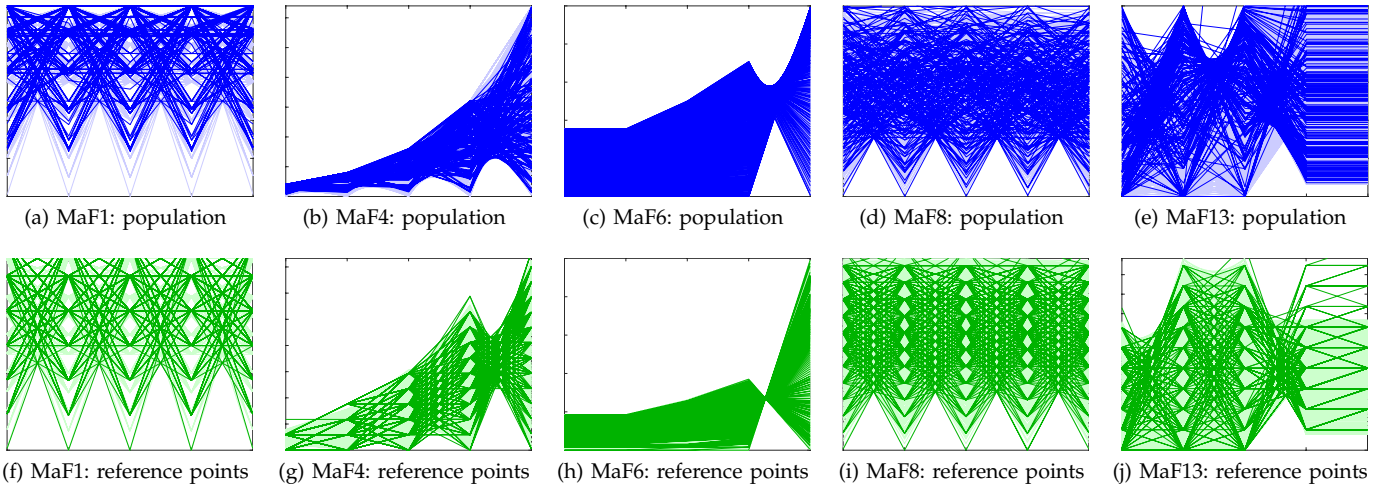 (a) MaF1: population
(b) MaF4: population
(c) MaF6: population
(d) MaF8: population
(e) MaF13: population
(f) MaF1: reference points
(g) MaF4: reference points
(h) MaF6: reference points
(i) MaF8: reference points
(j) MaF13: reference points